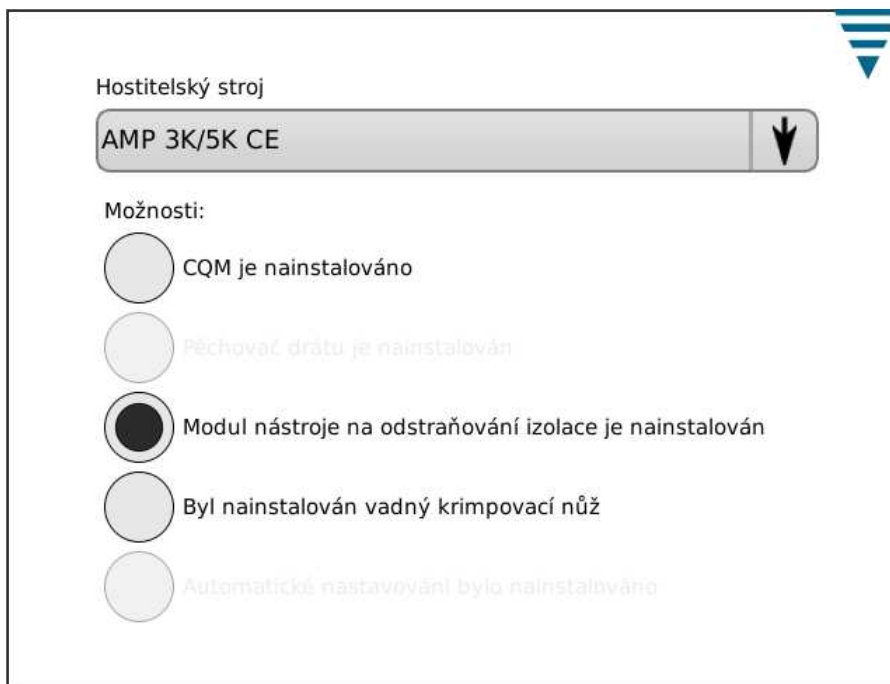 Hostitelský stroj
AMP 3K/5K CE
Možnosti:
CQM je nainstalováno
Pěchovač drátu je nainstalován
Modul nástroje na odstraňování izolace je nainstalován
Byl nainstalován vadný krimpovací nůž
Automatické nastavování bylo nainstalováno